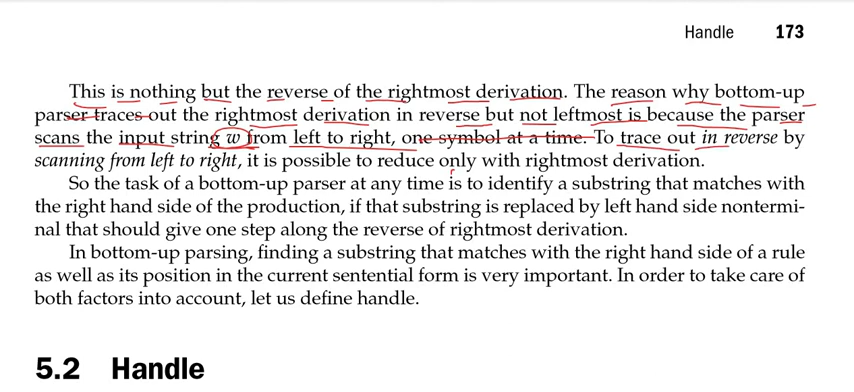 Handle 173
This is nothing but the reverse of the rightmost derivation. The reason why bottom-up
parser traces out the rightmost derivation in reverse but not leftmost is because the parser
scans the input string w from left to right, one symbol at a time. To trace out in reverse by
scanning from left to right, it is possible to reduce only with rightmost derivation.
So the task of a bottom-up parser at any time is to identify a substring that matches with
the right hand side of the production, if that substring is replaced by left hand side nontermi-
nal that should give one step along the reverse of rightmost derivation.
In bottom-up parsing, finding a substring that matches with the right hand side of a rule
as well as its position in the current sentential form is very important. In order to take care of
both factors into account, let us define handle.
5.2 Handle